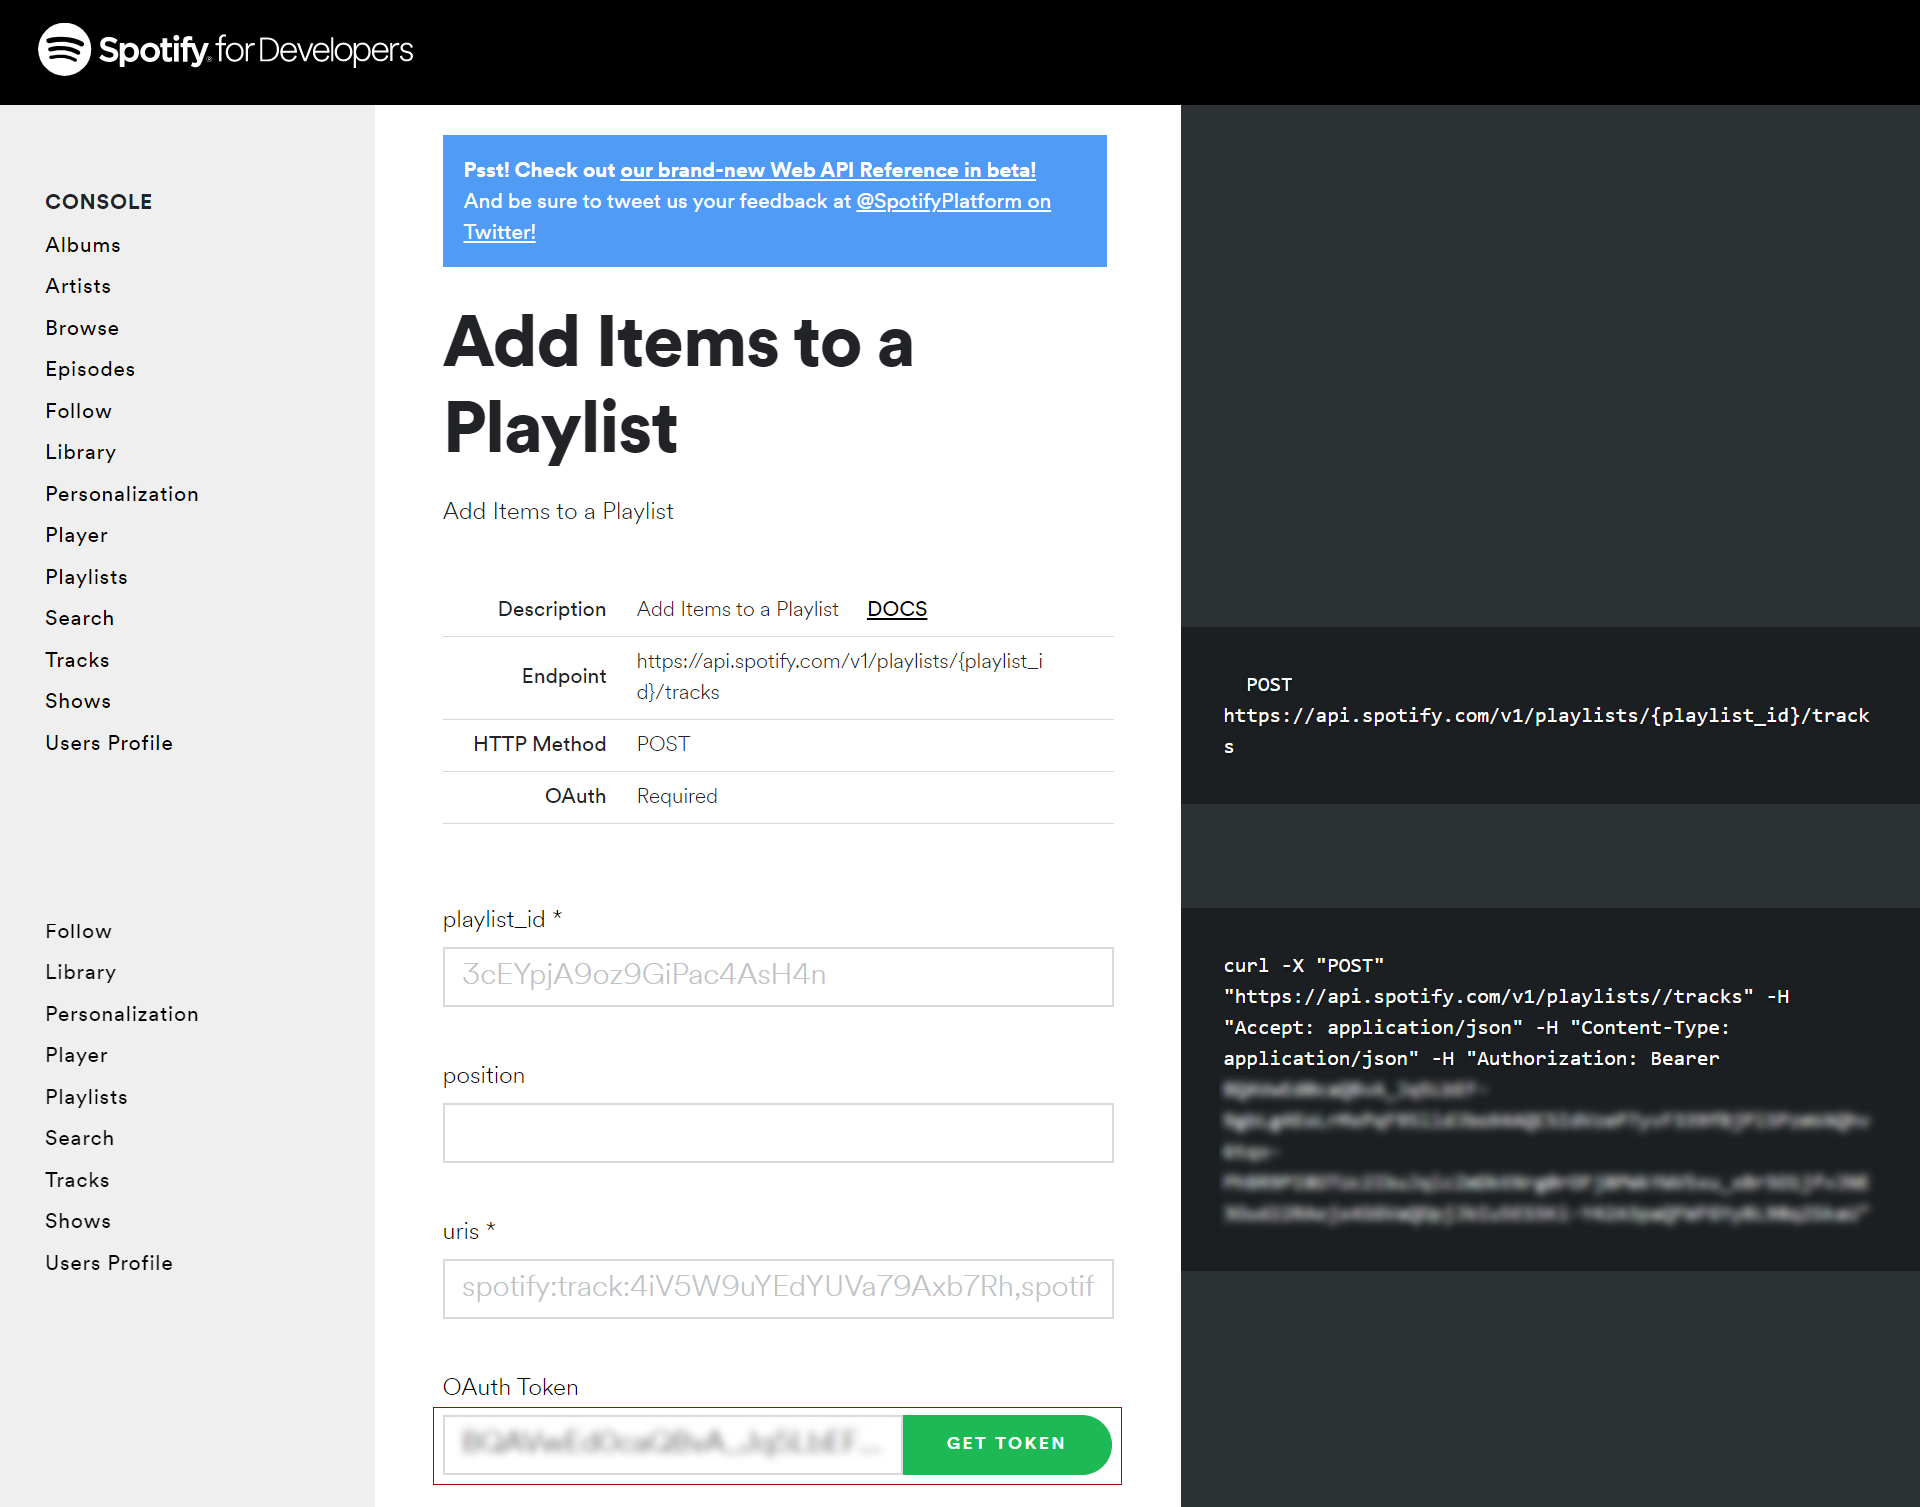 Spotify® for Developers
CONSOLE
Albums
Artists
Browse
Episodes
Follow
Library
Personalization
Player
Playlists
Search
Tracks
Shows
Users Profile
Follow
Library
Personalization
Player
Playlists
Search
Tracks
Shows
Users Profile
Psst! Check out our brand-new Web API Reference in beta!
And be sure to tweet us your feedback at @SpotifyPlatform on
Twitter!
Add Items to a
Playlist
Add Items to a Playlist
Description Add Items to a Playlist DOCS
Endpoint https://api.spotify.com/v1/playlists/{playlist_i
d}/tracks
HTTP Method POST
OAuth Required
playlist_id *
3cEYpjA9oz9GiPac4AsH4n
position
uris *
spotify:track:4iV5W9uYEdYUVa79Axb7Rh,spotif
OAuth Token
GET TOKEN
POST
https://api.spotify.com/v1/playlists/{playlist_id}/track
s
curl -X "POST"
"https://api.spotify.com/v1/playlists//tracks" -H
"Accept: application/json" -H "Content-Type:
application/json" -H "Authorization: Bearer